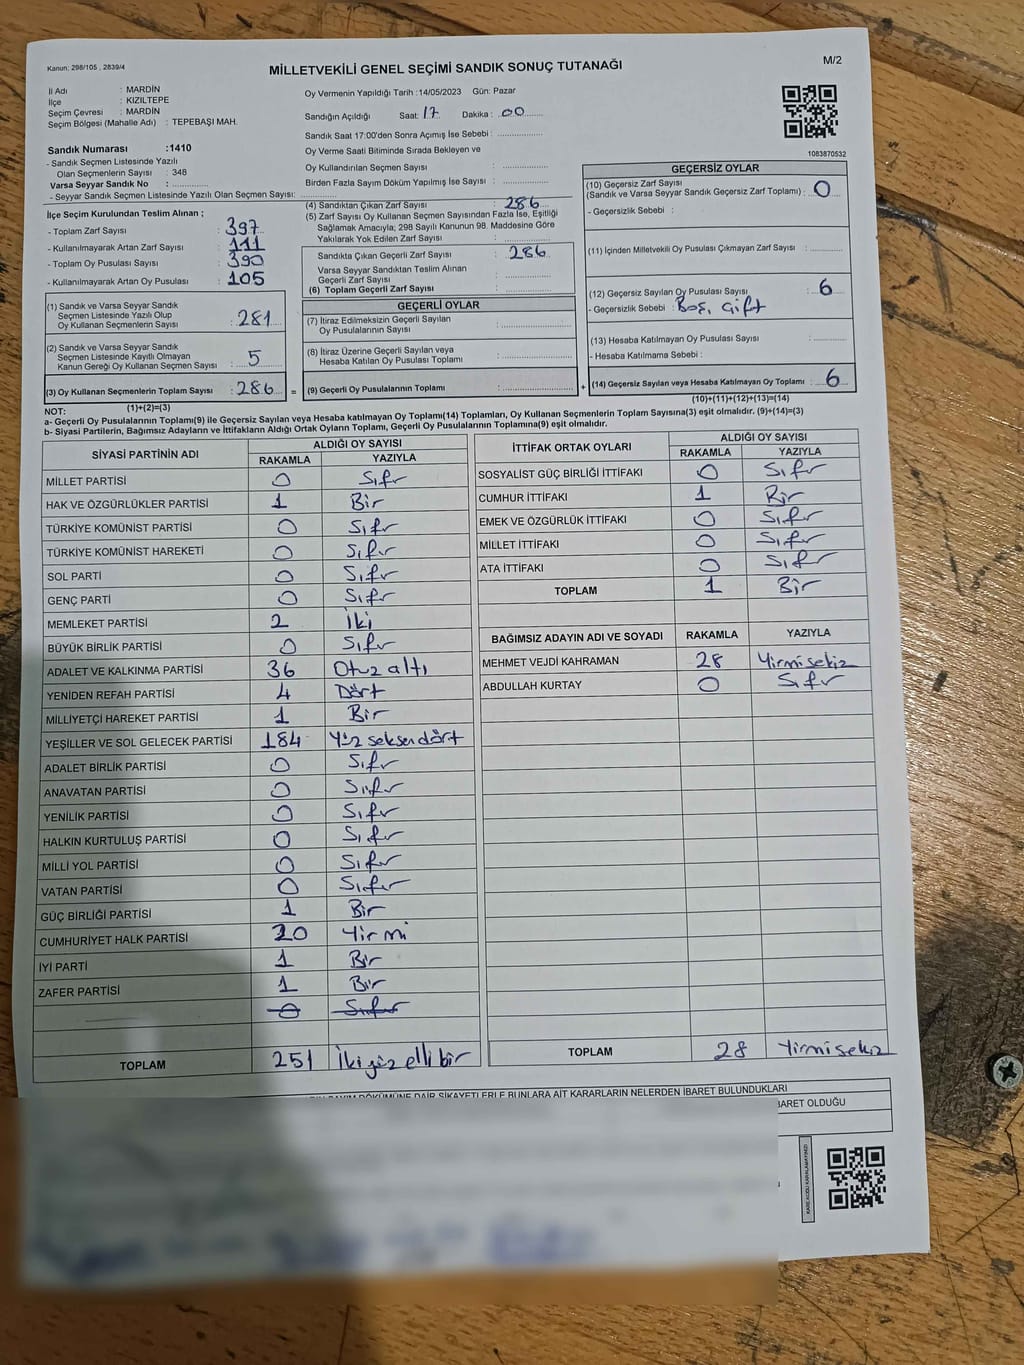 Kanun: 298/105 , 2839/4
MİLLETVEKİLİ GENEL SEÇİMİ SANDIK SONUÇ TUTANAĞI
M/2
İl Adı : MARDİN
İlçe : KIZILTEPE
Seçim Çevresi : MARDİN
Seçim Bölgesi (Mahalle Adı) : TEPEBAŞI MAH.
Oy Vermenin Yapıldığı Tarih :14/05/2023 Gün: Pazar
Sandığın Açıldığı Saat: 17 Dakika : 00
Sandık Saat 17:00'den Sonra Açımış İse Sebebi :
Oy Verme Saati Bitiminde Sırada Bekleyen ve
Oy Kullandırılan Seçmen Sayısı :
Birden Fazla Sayım Döküm Yapılmış İse Sayısı :
1083870532
Sandık Numarası :1410
- Sandık Seçmen Listesinde Yazılı
Olan Seçmenlerin Sayısı : 348
Varsa Seyyar Sandık No :
- Seyyar Sandık Seçmen Listesinde Yazılı Olan Seçmen Sayısı:
İlçe Seçim Kurulundan Teslim Alınan ;
- Toplam Zarf Sayısı : 397
- Kullanılmayarak Artan Zarf Sayısı : 111
- Toplam Oy Pusulası Sayısı : 390
- Kullanılmayarak Artan Oy Pusulası : 105
(1) Sandık ve Varsa Seyyar Sandık
Seçmen Listesinde Yazılı Olup
Oy Kullanan Seçmenlerin Sayısı : 281
(2) Sandık ve Varsa Seyyar Sandık
Seçmen Listesinde Kayıtlı Olmayan
Kanun Gereği Oy Kullanan Seçmen Sayısı : 5
(3) Oy Kullanan Seçmenlerin Toplam Sayısı : 286 =
(1)+(2)=(3)
(4) Sandıktan Çıkan Zarf Sayısı : 286
(5) Zarf Sayısı Oy Kullanan Seçmen Sayısından Fazla İse, Eşitliği
Sağlamak Amacıyla; 298 Sayılı Kanunun 98. Maddesine Göre
Yakılarak Yok Edilen Zarf Sayısı :
Sandıkta Çıkan Geçerli Zarf Sayısı : 286
Varsa Seyyar Sandıktan Teslim Alınan
Geçerli Zarf Sayısı :
(6) Toplam Geçerli Zarf Sayısı :
GEÇERLİ OYLAR
(7) İtiraz Edilmeksizin Geçerli Sayılan
Oy Pusulalarının Sayısı :
(8) İtiraz Üzerine Geçerli Sayılan veya
Hesaba Katılan Oy Pusulası Toplamı :
(9) Geçerli Oy Pusulalarının Toplamı : +
GEÇERSİZ OYLAR
(10) Geçersiz Zarf Sayısı
(Sandık ve Varsa Seyyar Sandık Geçersiz Zarf Toplamı) : 0
- Geçersizlik Sebebi :
(11) İçinden Milletvekili Oy Pusulası Çıkmayan Zarf Sayısı :
(12) Geçersiz Sayılan Oy Pusulası Sayısı : 6
- Geçersizlik Sebebi : Boş, Çift
(13) Hesaba Katılmayan Oy Pusulası Sayısı :
- Hesaba Katılmama Sebebi :
(14) Geçersiz Sayılan veya Hesaba Katılmayan Oy Toplamı : 6
(10)+(11)+(12)+(13)=(14)
NOT:
a- Geçerli Oy Pusulalarının Toplamı(9) ile Geçersiz Sayılan veya Hesaba katılmayan Oy Toplamı(14) Toplamları, Oy Kullanan Seçmenlerin Toplam Sayısına(3) eşit olmalıdır. (9)+(14)=(3)
b- Siyasi Partilerin, Bağımsız Adayların ve İttifakların Aldığı Ortak Oyların Toplamı, Geçerli Oy Pusulalarının Toplamına(9) eşit olmalıdır.
SİYASİ PARTİNİN ADI
ALDIĞI OY SAYISI
RAKAMLA YAZIYLA
MİLLET PARTİSİ 0 Sıfır
HAK VE ÖZGÜRLÜKLER PARTİSİ 1 Bir
TÜRKİYE KOMÜNİST PARTİSİ 0 Sıfır
TÜRKİYE KOMÜNİST HAREKETİ 0 Sıfır
SOL PARTİ 0 Sıfır
GENÇ PARTİ 0 Sıfır
MEMLEKET PARTİSİ 2 İki
BÜYÜK BİRLİK PARTİSİ 0 Sıfır
ADALET VE KALKINMA PARTİSİ 36 Otuz altı
YENİDEN REFAH PARTİSİ 4 Dört
MİLLİYETÇİ HAREKET PARTİSİ 1 Bir
YEŞİLLER VE SOL GELECEK PARTİSİ 184 Yüz seksendört
ADALET BİRLİK PARTİSİ 0 Sıfır
ANAVATAN PARTİSİ 0 Sıfır
YENİLİK PARTİSİ 0 Sıfır
HALKIN KURTULUŞ PARTİSİ 0 Sıfır
MİLLİ YOL PARTİSİ 0 Sıfır
VATAN PARTİSİ 0 Sıfır
GÜÇ BİRLİĞİ PARTİSİ 1 Bir
CUMHURİYET HALK PARTİSİ 20 Yirmi
İYİ PARTİ 1 Bir
ZAFER PARTİSİ 1 Bir
0 Sıfır
TOPLAM 251 İkiyüz elli bir
İTTİFAK ORTAK OYLARI
ALDIĞI OY SAYISI
RAKAMLA YAZIYLA
SOSYALİST GÜÇ BİRLİĞİ İTTİFAKI 0 Sıfır
CUMHUR İTTİFAKI 1 Bir
EMEK VE ÖZGÜRLÜK İTTİFAKI 0 Sıfır
MİLLET İTTİFAKI 0 Sıfır
ATA İTTİFAKI 0 Sıfır
TOPLAM 1 Bir
BAĞIMSIZ ADAYIN ADI VE SOYADI RAKAMLA YAZIYLA
MEHMET VEJDİ KAHRAMAN 28 Yirmisekiz
ABDULLAH KURTAY 0 Sıfır
TOPLAM 28 Yirmisekiz
SAYIM DÖKÜMÜNE DAİR ŞİKAYETLERLE BUNLARA AİT KARARLARIN NELERDEN İBARET BULUNDUKLARI
BARET OLDUĞU